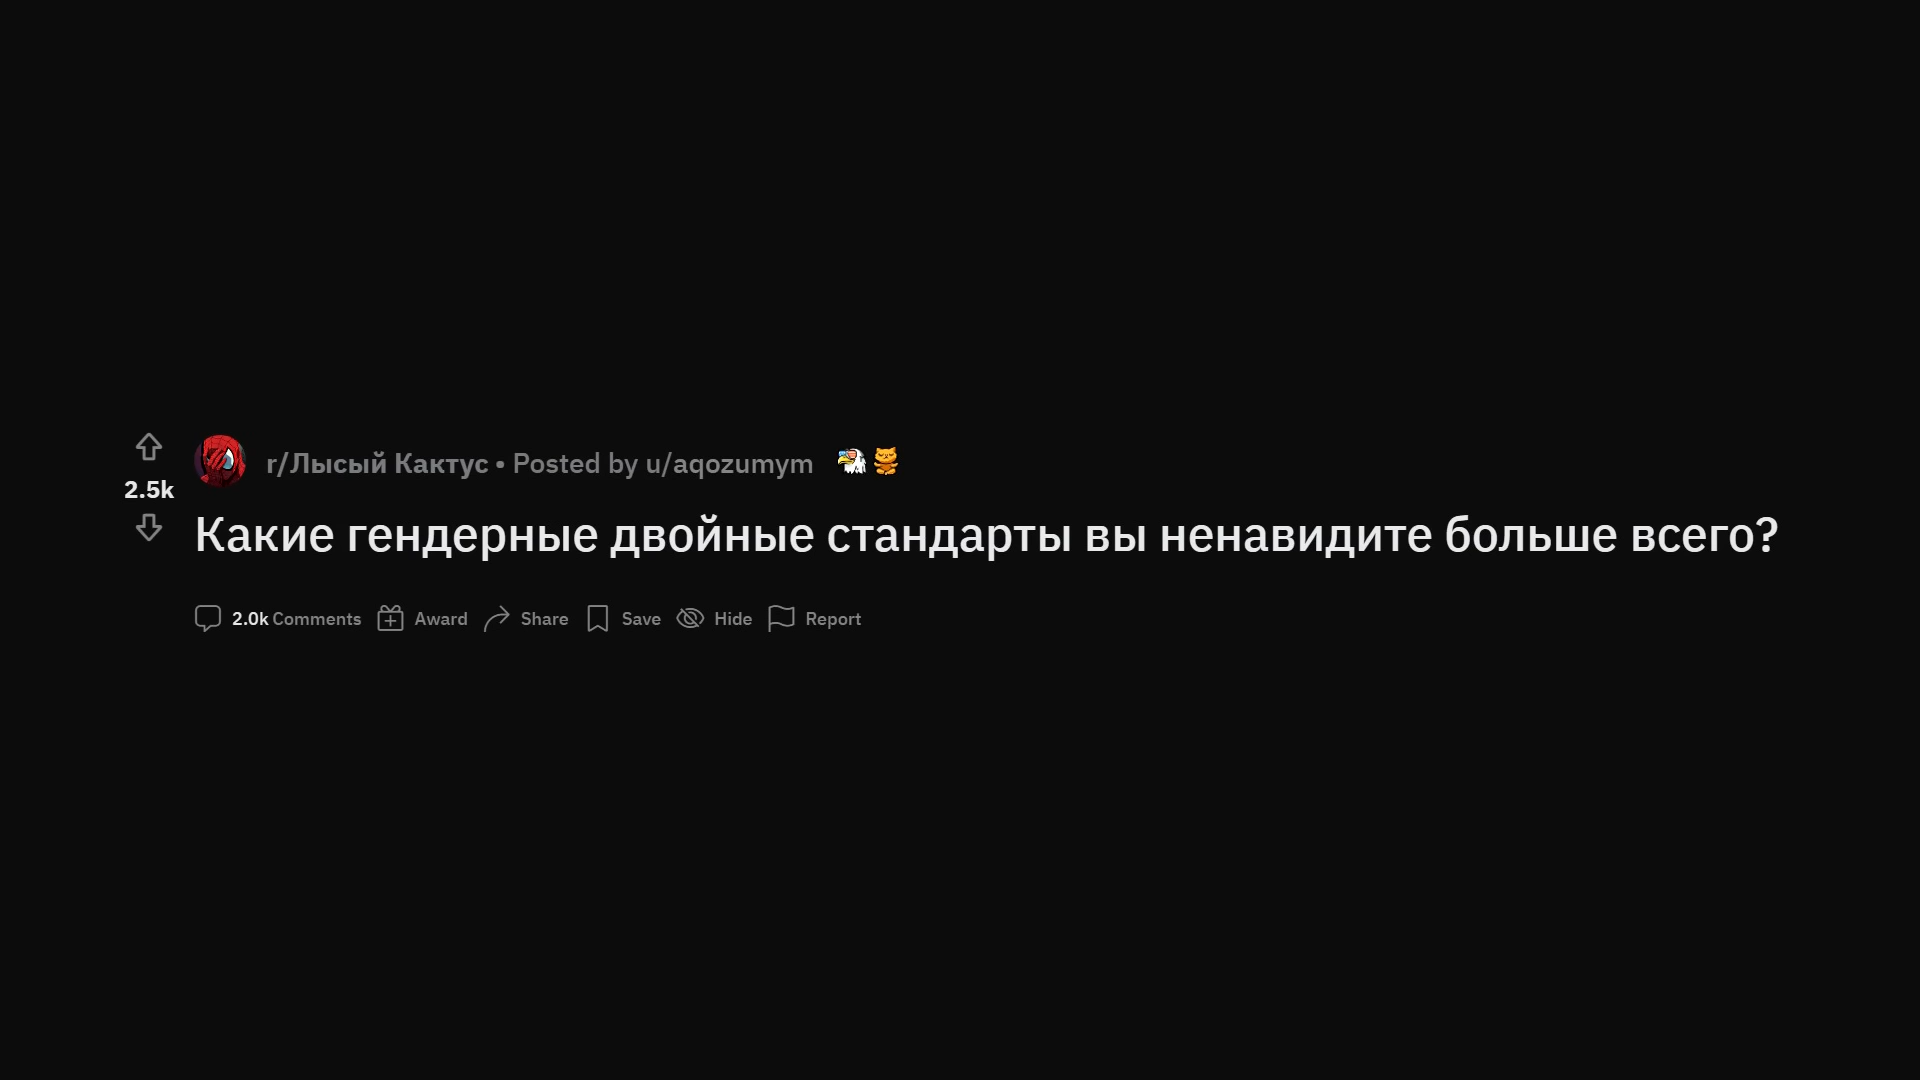 r/Лысый Кактус • Posted by u/aqozumym
2.5k
Какие гендерные двойные стандарты вы ненавидите больше всего?
2.0k Comments Award Share Save Hide Report